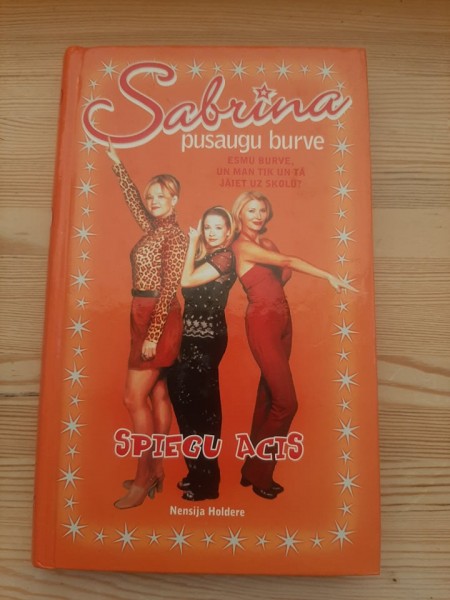 Sabrina
pusaugu burve
ESMU BURVE,
UN MAN TIK UN TĀ
JĀIET UZ SKOLU?
SPIEGU ACIS
Nensija Holdere